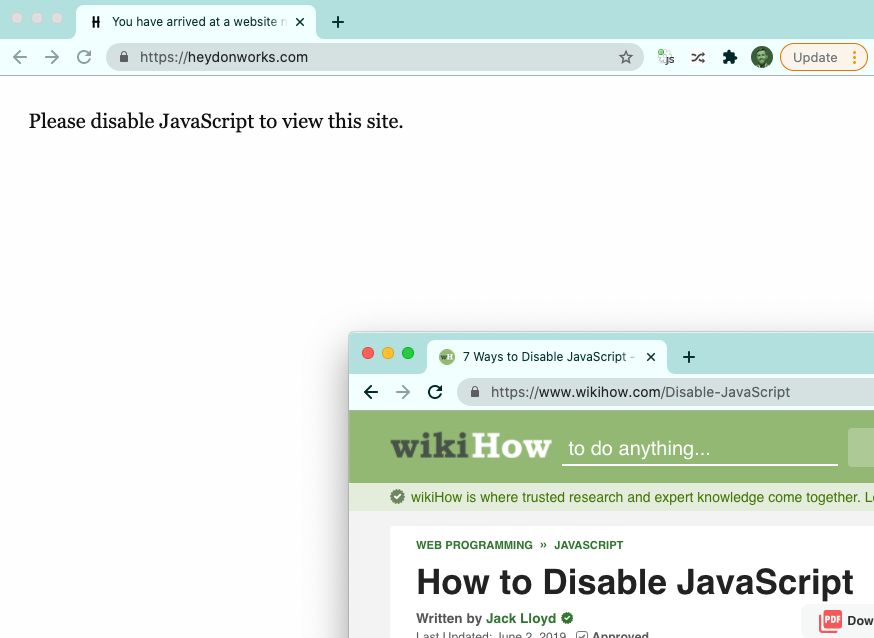 You have arrived at a website
https://heydonworks.com
JS
Update
Please disable JavaScript to view this site.
7 Ways to Disable JavaScript -
https://www.wikihow.com/Disable-JavaScript
wikiHow to do anything...
wikiHow is where trusted research and expert knowledge come together. L
WEB PROGRAMMING » JAVASCRIPT
How to Disable JavaScript
Written by Jack Lloyd
PDF Dow
Last Updated: June 2, 2019 Approved